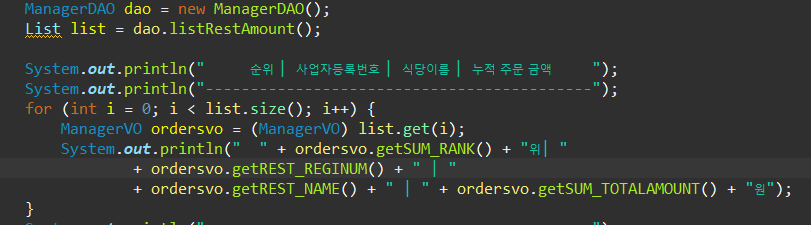 ManagerDAO dao = new ManagerDAO();
List list = dao.listRestAmount();
System.out.println("      순위 | 사업자등록번호 | 식당이름 | 누적 주문 금액     ");
System.out.println("-------------------------------------------");
for (int i = 0; i < list.size(); i++) {
ManagerVO ordersvo = (ManagerVO) list.get(i);
System.out.println("  " + ordersvo.getSUM_RANK() + "위| "
+ ordersvo.getREST_REGINUM() + " | "
+ ordersvo.getREST_NAME() + " | " + ordersvo.getSUM_TOTALAMOUNT() + "원");
}